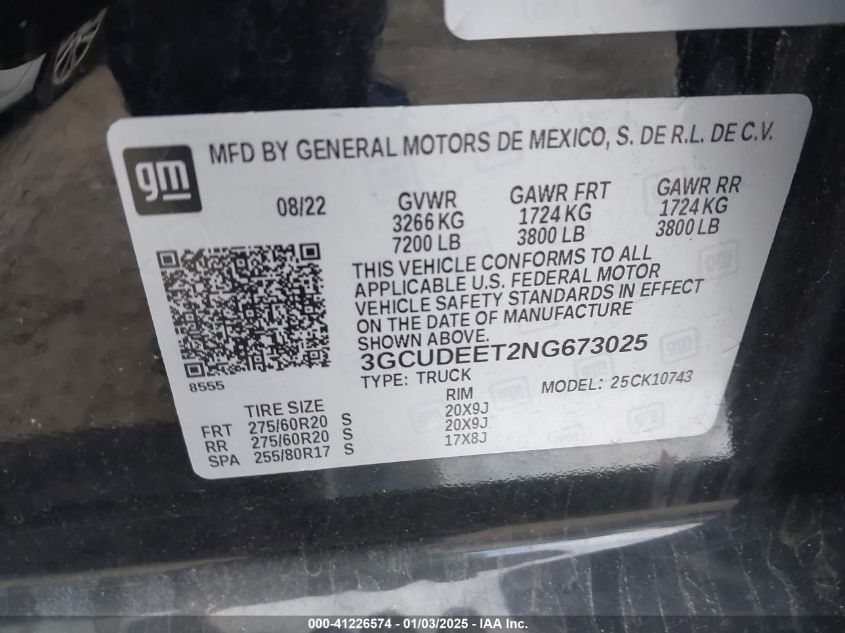 gm
MFD BY GENERAL MOTORS DE MEXICO, S. DE R.L. DE C.V.
08/22
GVWR GAWR FRT GAWR RR
3266 KG 1724 KG 1724 KG
7200 LB 3800 LB 3800 LB
THIS VEHICLE CONFORMS TO ALL
APPLICABLE U.S. FEDERAL MOTOR
VEHICLE SAFETY STANDARDS IN EFFECT
ON THE DATE OF MANUFACTURE
SHOWN ABOVE.
3GCUDEET2NG673025
8555
TYPE: TRUCK MODEL: 25CK10743
TIRE SIZE RIM
FRT 275/60R20 S 20X9J
RR 275/60R20 S 20X9J
SPA 255/80R17 S 17X8J
000-41226574 — 01/03/2025 — IAA Inc.